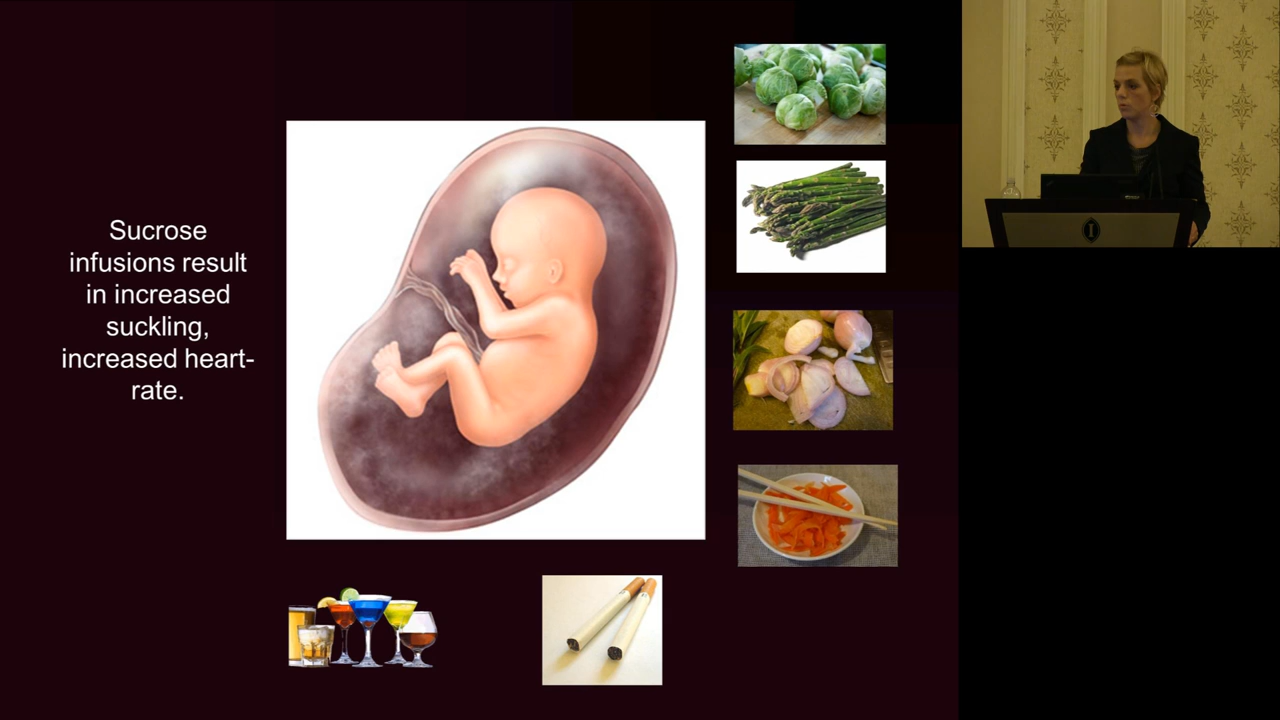 Sucrose
infusions result
in increased
suckling,
increased heart-
rate.
I